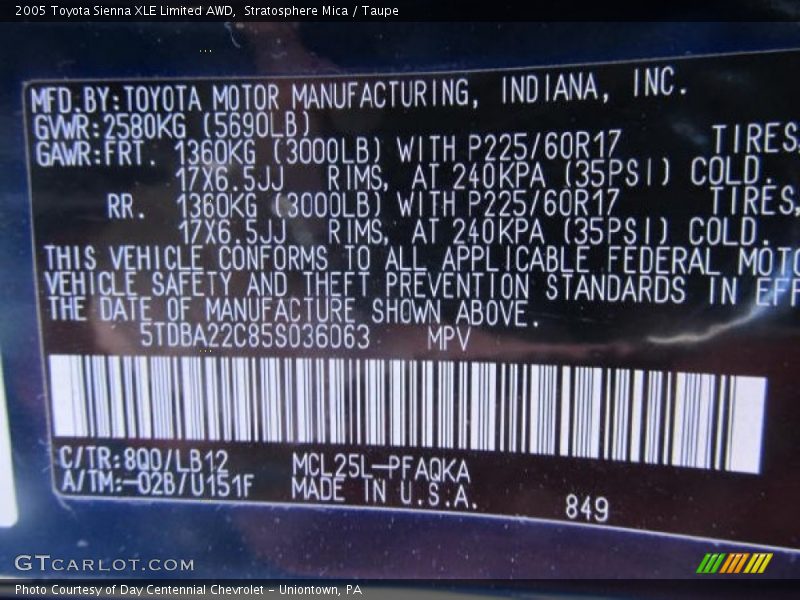 2005 Toyota Sienna XLE Limited AWD, Stratosphere Mica / Taupe
MFD.BY:TOYOTA MOTOR MANUFACTURING, INDIANA, INC.
GVWR:2580KG (5690LB)
GAWR:FRT. 1360KG (3000LB) WITH P225/60R17 TIRES,
17X6.5JJ RIMS, AT 240KPA (35PSI) COLD.
RR. 1360KG (3000LB) WITH P225/60R17 TIRES,
17X6.5JJ RIMS, AT 240KPA (35PSI) COLD.
THIS VEHICLE CONFORMS TO ALL APPLICABLE FEDERAL MOTO
VEHICLE SAFETY AND THEFT PREVENTION STANDARDS IN EFF
THE DATE OF MANUFACTURE SHOWN ABOVE.
5TDBA22C85S036063 MPV
C/TR:8Q0/LB12 MCL25L-PFAQKA
A/TM:-02B/U151F MADE IN U.S.A.
849
GTCARLOT.COM
Photo Courtesy of Day Centennial Chevrolet - Uniontown, PA